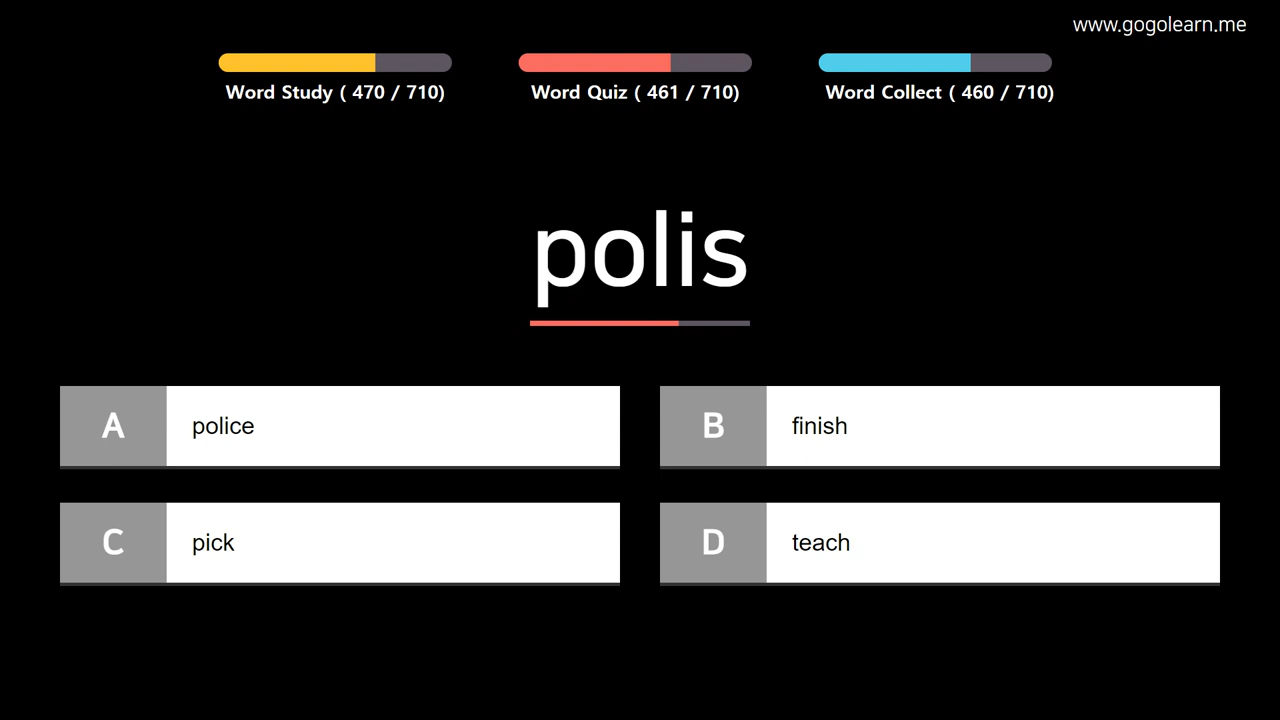 www.gogolearn.me
Word Study ( 470 / 710)
Word Quiz ( 461 / 710)
Word Collect ( 460 / 710)
polis
A police
B finish
C pick
D teach